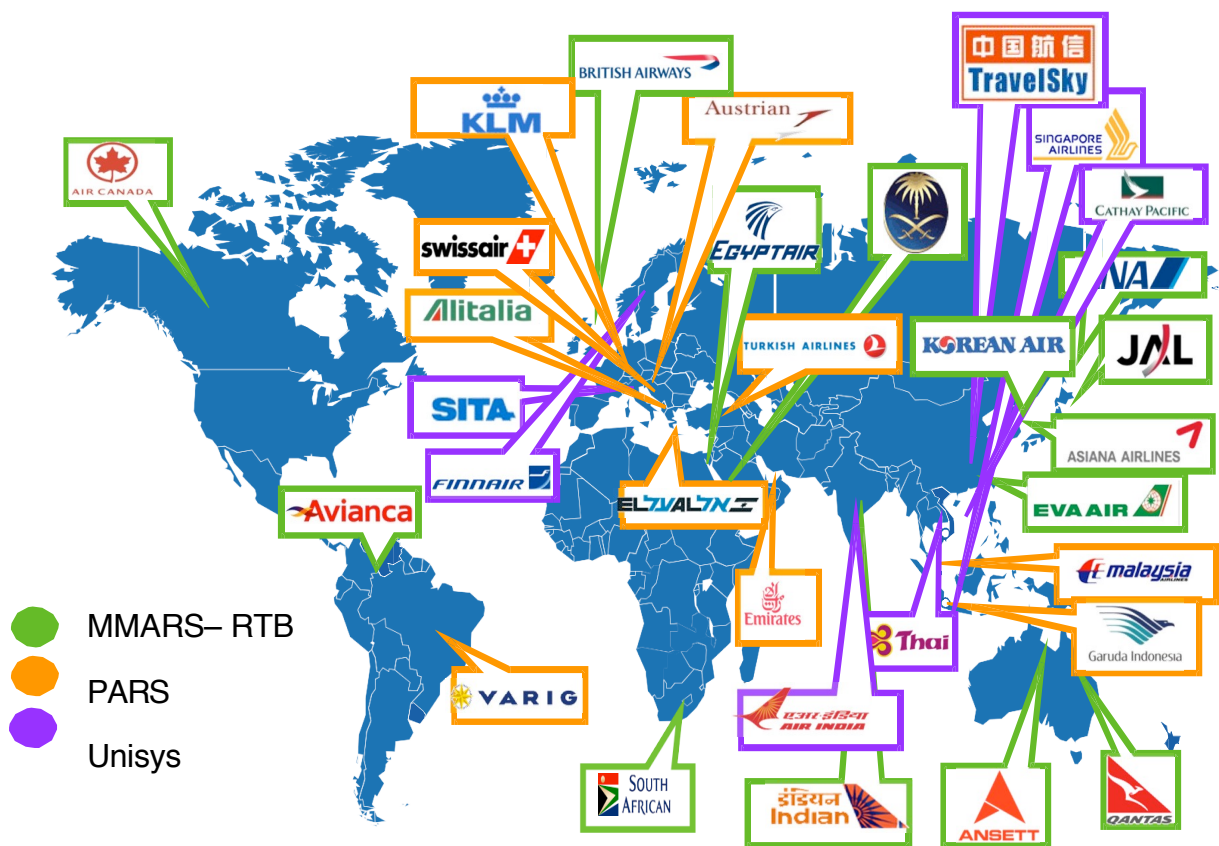 中国航信
TravelSky
BRITISH AIRWAYS
KLM
Austrian
SINGAPORE
AIRLINES
AIR CANADA
CATHAY PACIFIC
swissair
EGYPTAIR
NA
Alitalia
TURKISH AIRLINES
KOREAN AIR
JAL
SITA
ASIANA AIRLINES
FINNAIR
Avianca
ELעלALאל
EVA AIR
malaysia
AIRLINES
Emirates
MMARS– RTB
Thai
Garuda Indonesia
PARS
VARIG
एअर-इंडिया
AIR INDIA
Unisys
SOUTH
AFRICAN
इंडियन
Indian
ANSETT
QANTAS